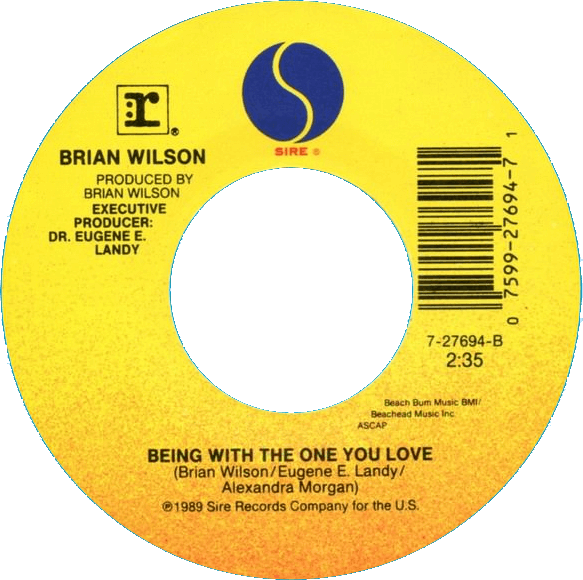 r®
SIRE ®
BRIAN WILSON
PRODUCED BY
BRIAN WILSON
EXECUTIVE
PRODUCER:
DR. EUGENE E.
LANDY
0 7599-27694-7 1
7-27694-B
2:35
Beach Bum Music BMI/
Beachead Music Inc
ASCAP
BEING WITH THE ONE YOU LOVE
(Brian Wilson/Eugene E. Landy/
Alexandra Morgan)
℗1989 Sire Records Company for the U.S.